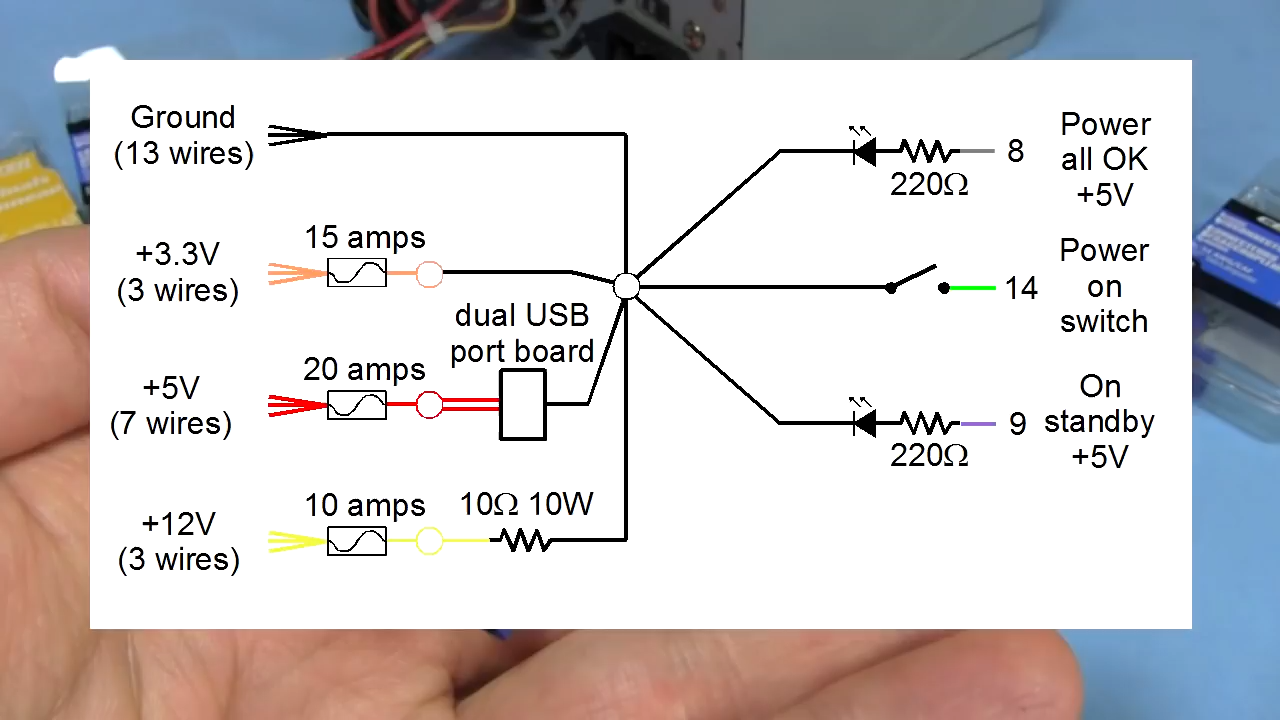 Ground
(13 wires)
+3.3V
(3 wires)
15 amps
dual USB
port board
+5V
(7 wires)
20 amps
+12V
(3 wires)
10 amps
10Ω 10W
220Ω
8
Power
all OK
+5V
14
Power
on
switch
220Ω
9
On
standby
+5V